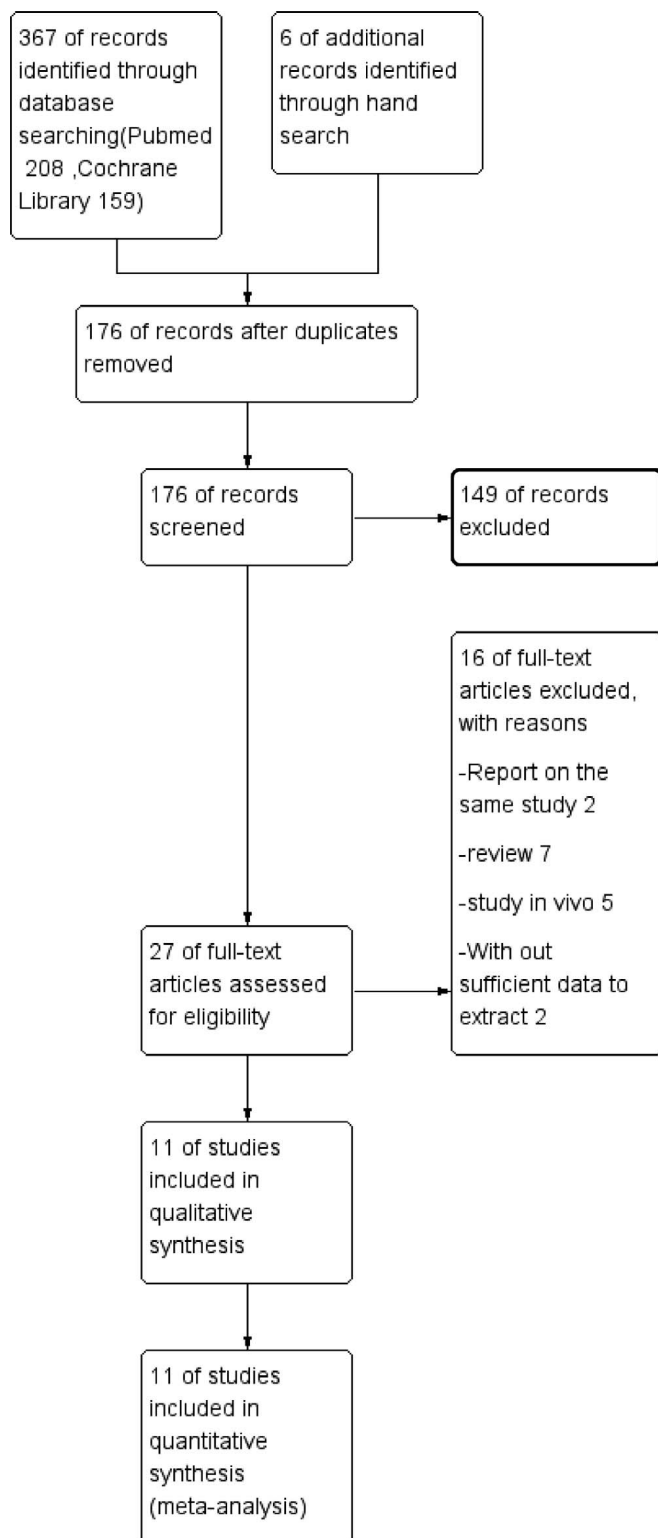 367 of records
identified through
database
searching(Pubmed
208 ,Cochrane
Library 159)
6 of additional
records identified
through hand
search
176 of records after duplicates
removed
176 of records
screened
149 of records
excluded
16 of full-text
articles excluded,
with reasons
-Report on the
same study 2
-review 7
-study in vivo 5
-With out
sufficient data to
extract 2
27 of full-text
articles assessed
for eligibility
11 of studies
included in
qualitative
synthesis
11 of studies
included in
quantitative
synthesis
(meta-analysis)